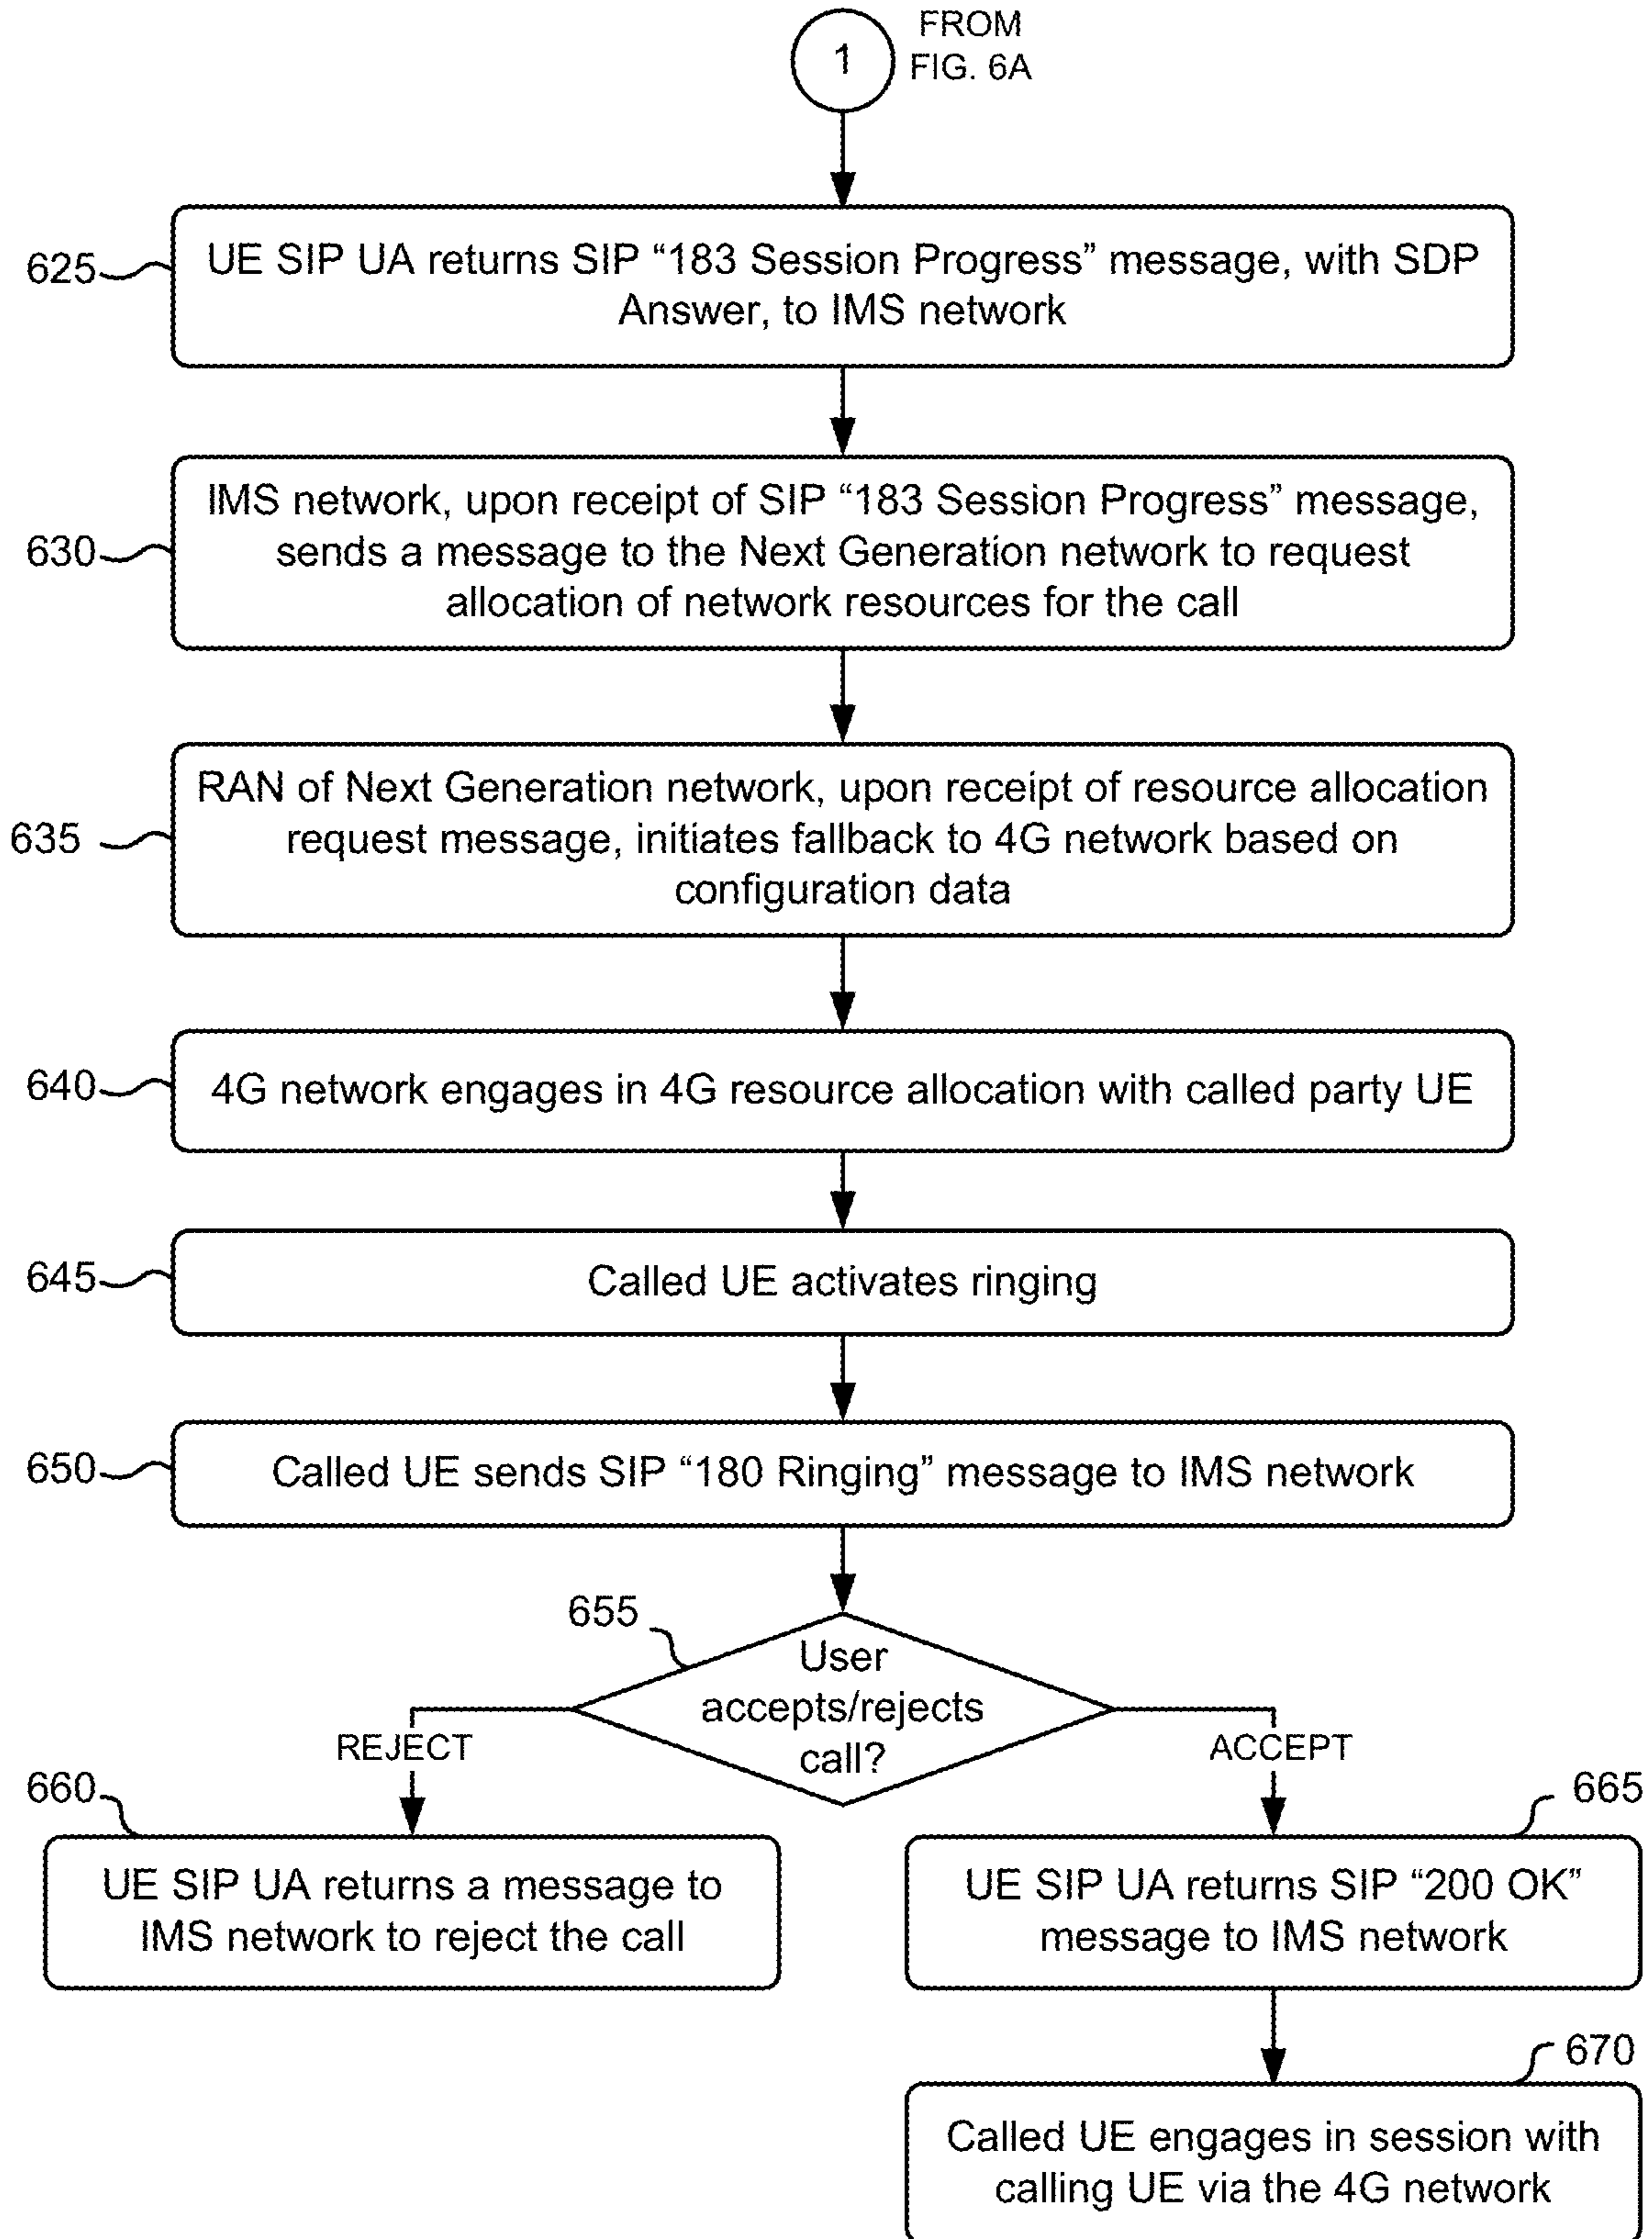 1
FROM
FIG. 6A
625
UE SIP UA returns SIP “183 Session Progress” message, with SDP
Answer, to IMS network
630
IMS network, upon receipt of SIP “183 Session Progress” message,
sends a message to the Next Generation network to request
allocation of network resources for the call
635
RAN of Next Generation network, upon receipt of resource allocation
request message, initiates fallback to 4G network based on
configuration data
640
4G network engages in 4G resource allocation with called party UE
645
Called UE activates ringing
650
Called UE sends SIP “180 Ringing” message to IMS network
655
User
accepts/rejects
call?
REJECT
ACCEPT
660
UE SIP UA returns a message to
IMS network to reject the call
665
UE SIP UA returns SIP “200 OK”
message to IMS network
670
Called UE engages in session with
calling UE via the 4G network